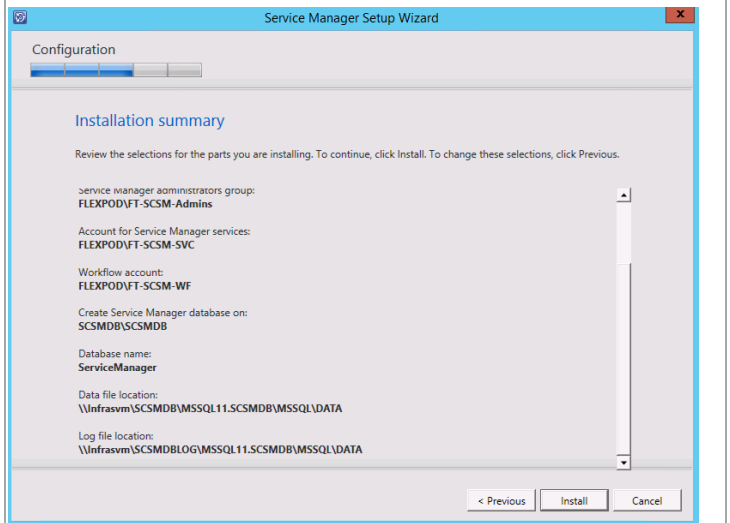 Service Manager Setup Wizard
x
Configuration
Installation summary
Review the selections for the parts you are installing. To continue, click Install. To change these selections, click Previous.
Service Manager administrators group:
FLEXPOD\FT-SCSM-Admins
Account for Service Manager services:
FLEXPOD\FT-SCSM-SVC
Workflow account:
FLEXPOD\FT-SCSM-WF
Create Service Manager database on:
SCSMDB\SCSMDB
Database name:
ServiceManager
Data file location:
\\Infrasvm\SCSMDB\MSSQL11.SCSMDB\MSSQL\DATA
Log file location:
\\Infrasvm\SCSMDBLOG\MSSQL11.SCSMDB\MSSQL\DATA
< Previous Install Cancel